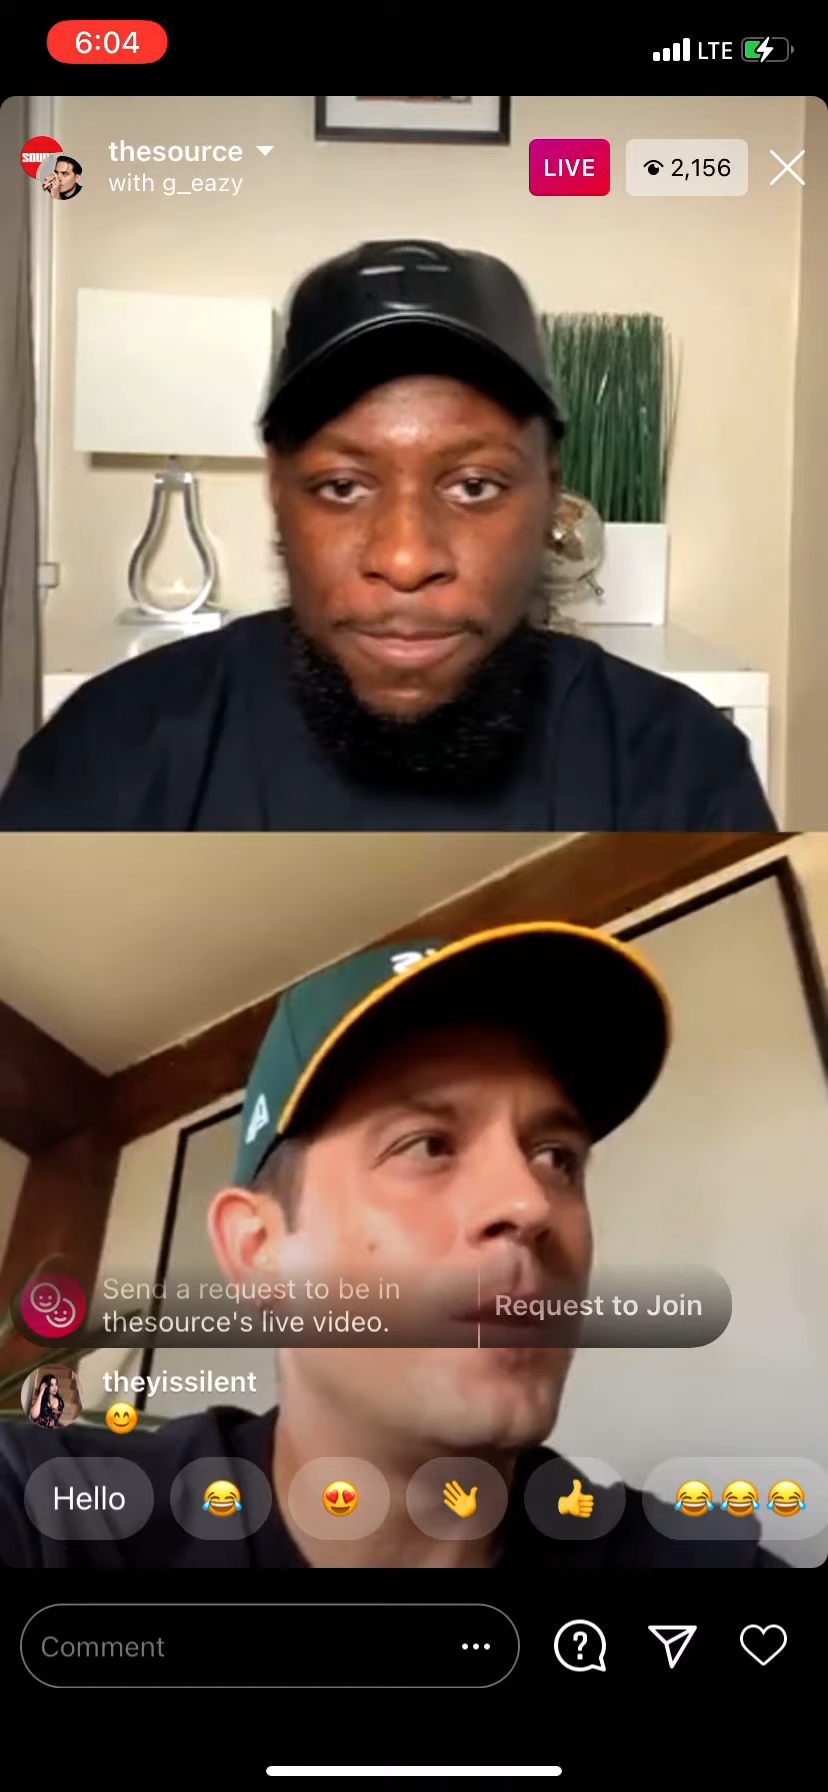 6:04
LTE
thesource
with g_eazy
LIVE
2,156
Send a request to be in
thesource's live video.
Request to Join
theyissilent
😊
Hello
😂
😍
👋
👍
😂😂😂
Comment